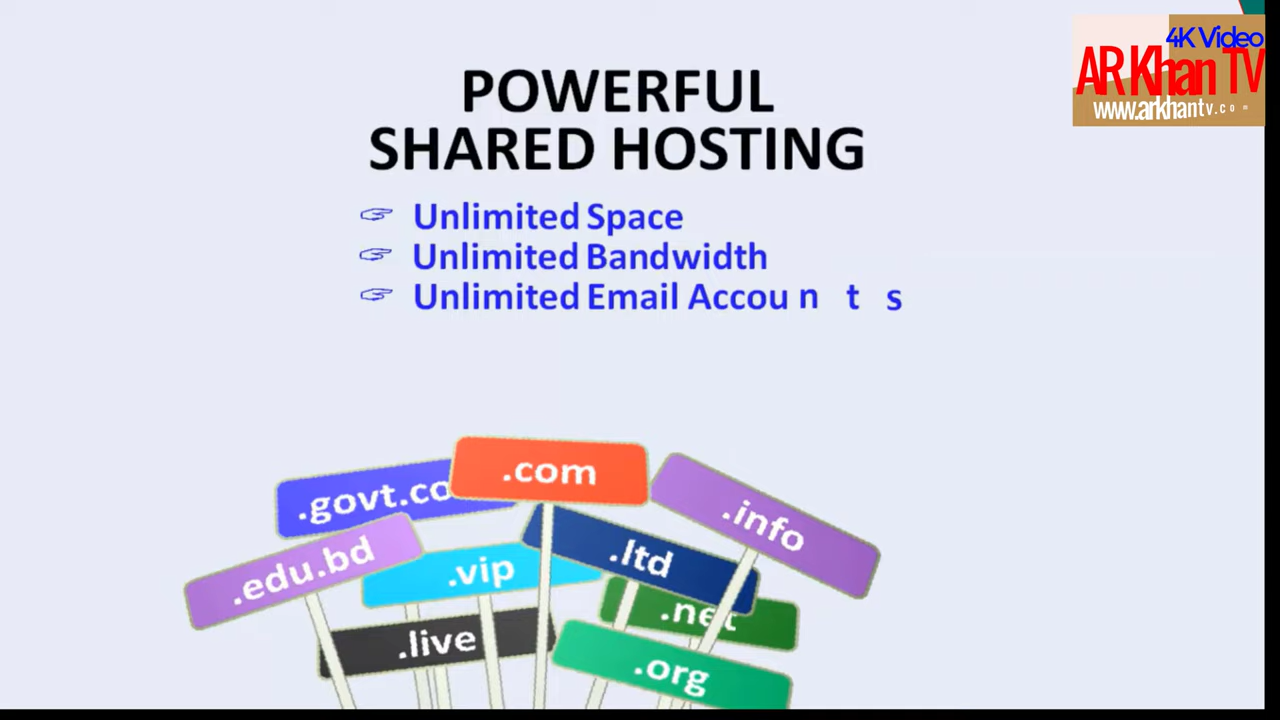 4K Video
AR Khan TV
www.arkhantv.com
POWERFUL
SHARED HOSTING
☞ Unlimited Space
☞ Unlimited Bandwidth
☞ Unlimited Email Accounts
.com
.govt.co
.info
.edu.bd
.vip
.ltd
.net
.live
.org